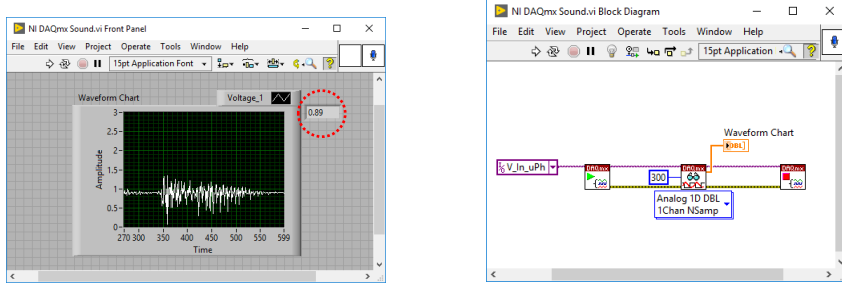 NI DAQmx Sound.vi Front Panel
File Edit View Project Operate Tools Window Help
15pt Application Font
Waveform Chart
Voltage_1
0.89
Amplitude
3-
2.5-
2-
1.5-
1-
0.5-
0-
270 300 350 400 450 500 550 599
Time
NI DAQmx Sound.vi Block Diagram
File Edit View Project Operate Tools Window Help
15pt Application
Waveform Chart
DBL
V_In_uPh
DAQmx
300
DAQmx
DAQmx
Analog 1D DBL
1Chan NSamp